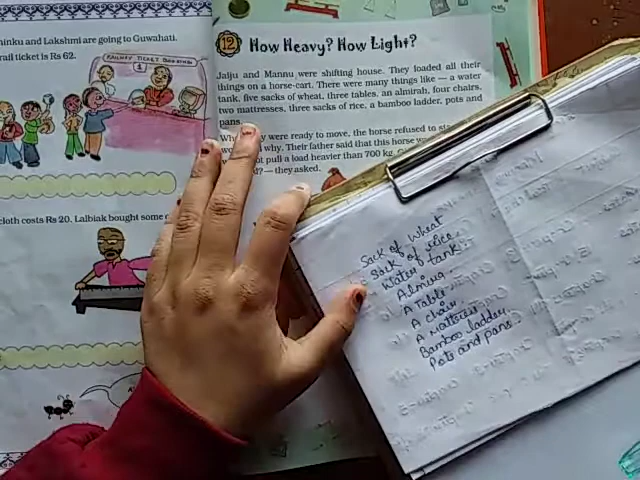 inku and Lakshmi are going to Guwahati.
rail ticket is Rs 62.
RAILWAY TICKET
1
cloth costs Rs 20. Lalbiak bought some
12 How Heavy? How Light?
Jaiju and Mannu were shifting house. They loaded all their
things on a horse-cart. There were many things like — a water
tank, five sacks of wheat, three tables, an almirah, four chairs,
two mattresses, three sacks of rice, a bamboo ladder, pots and
pans.
were ready to move, the horse refused to
why. Their father said that this horse
pull a load heavier than 700 kg.
? — they asked.
Sack of wheat
Sack of rice
Water tank
Almira
A Table
A chair
A mattress
Bamboo ladder
Pots and pans